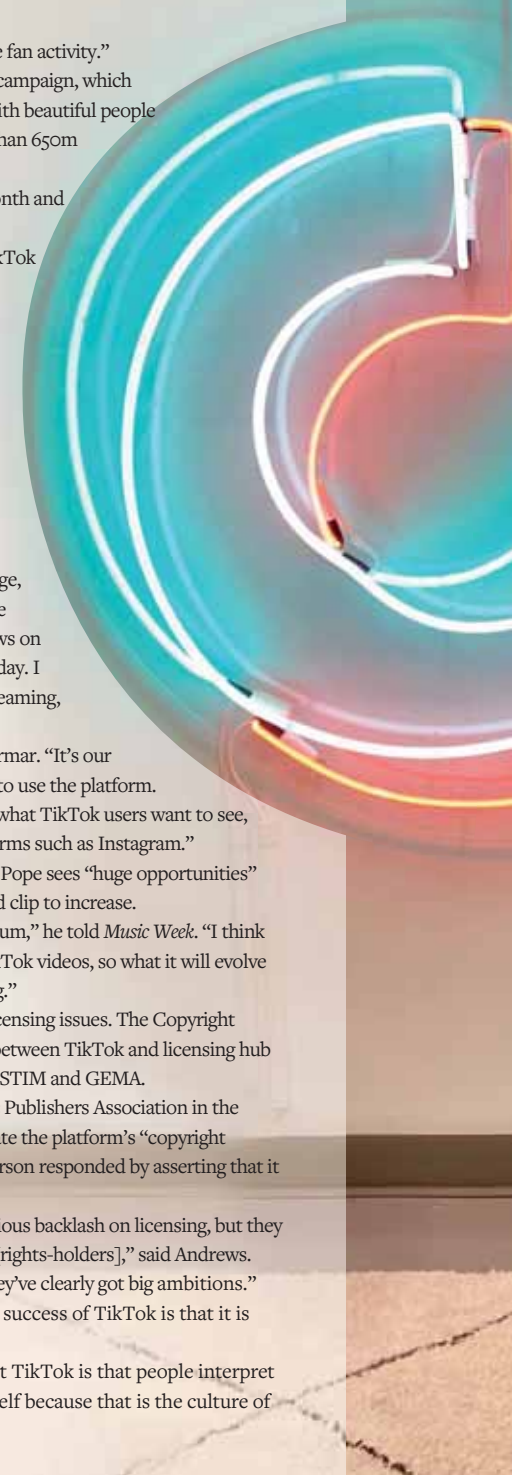 fan activity.”
campaign, which
ith beautiful people
han 650m
onth and
kTok
ge,
e
ws on
day. I
eaming,
rmar. “It’s our
to use the platform.
what TikTok users want to see,
orms such as Instagram.”
Pope sees “huge opportunities”
d clip to increase.
um,” he told Music Week. “I think
Tok videos, so what it will evolve
g.”
censing issues. The Copyright
between TikTok and licensing hub
STIM and GEMA.
Publishers Association in the
ate the platform’s “copyright
erson responded by asserting that it
ious backlash on licensing, but they
rights-holders],” said Andrews.
ey’ve clearly got big ambitions.”
success of TikTok is that it is
t TikTok is that people interpret
elf because that is the culture of